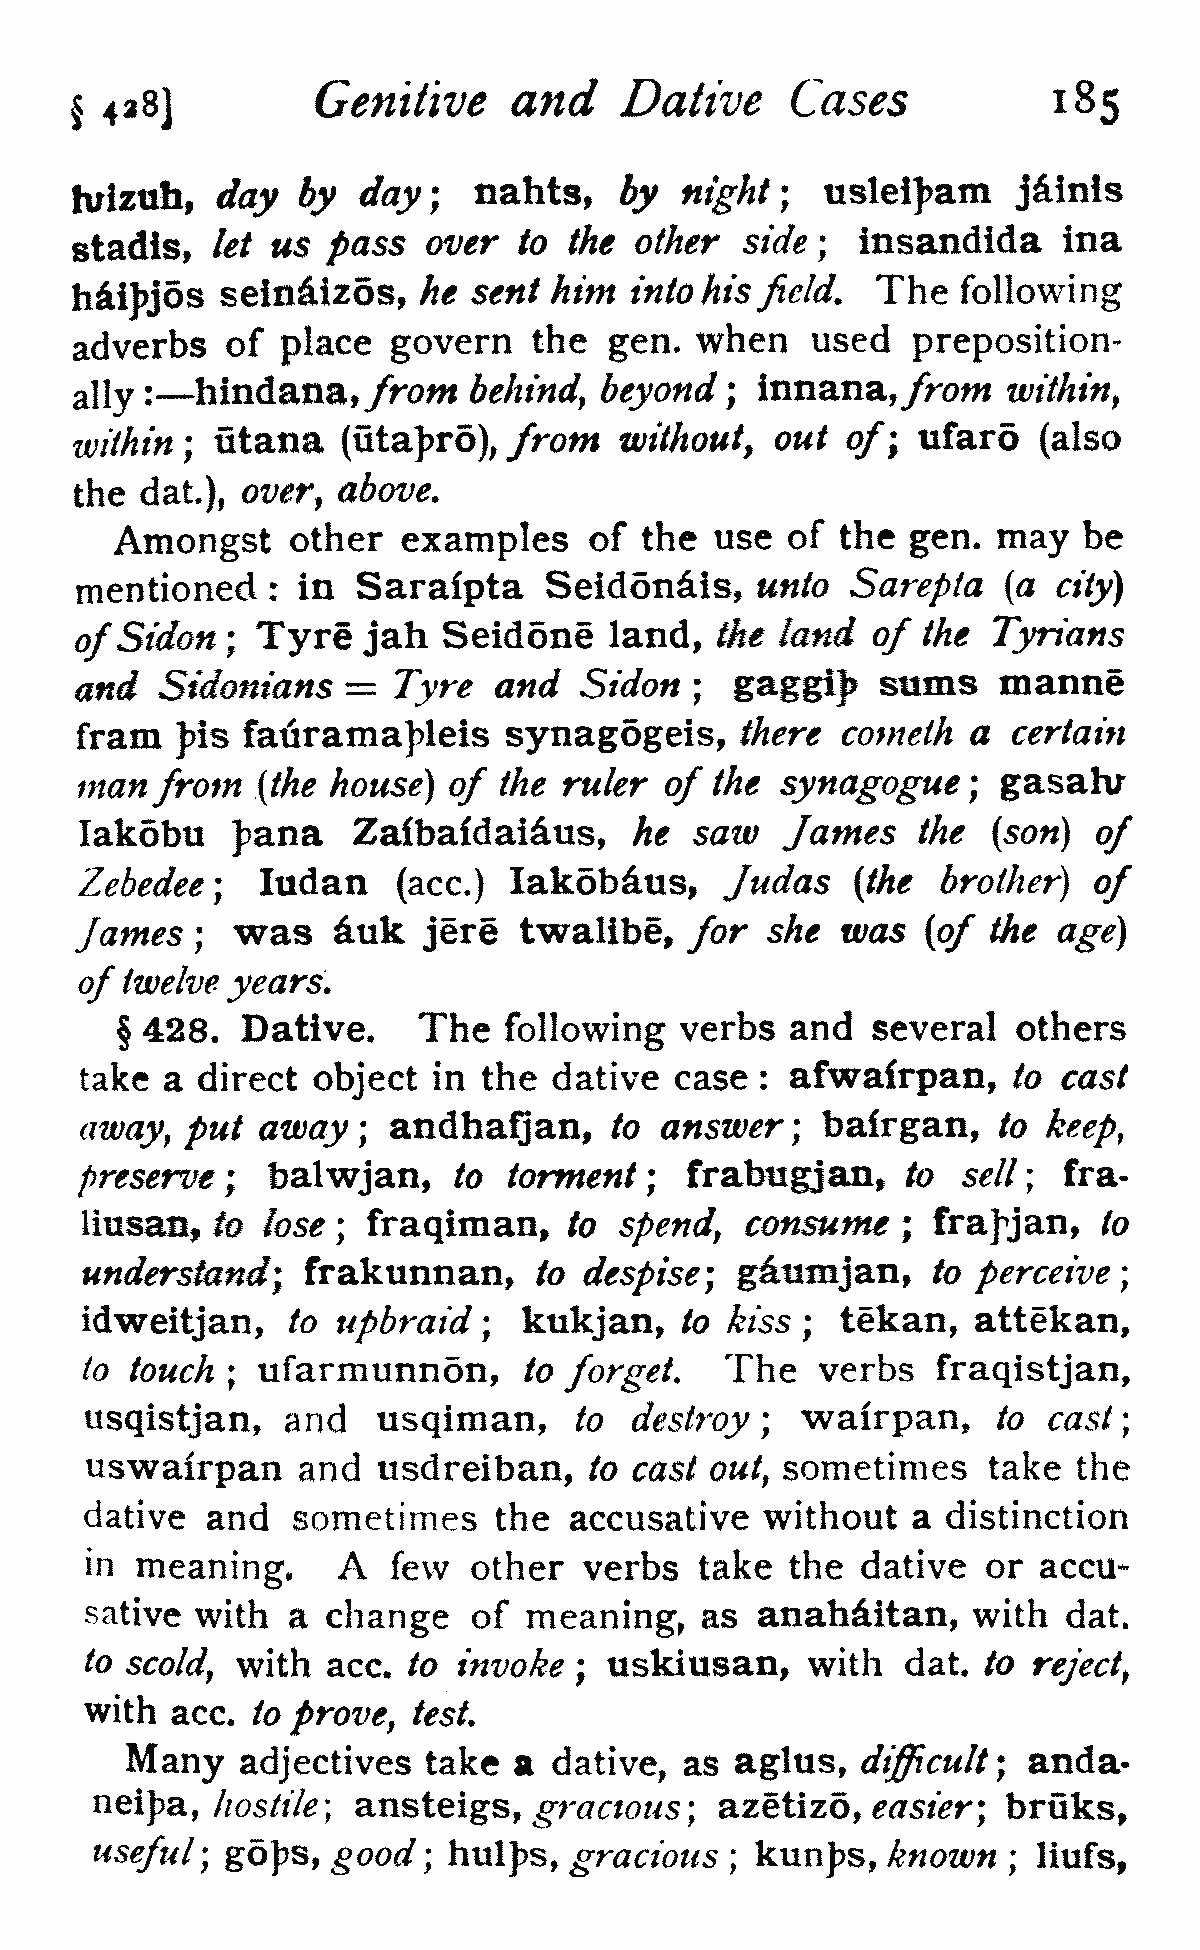 § 428] Genitive and Dative Cases 185
ƕizuh, day by day; nahts, by night; usleiþam jáinis
stadis, let us pass over to the other side; insandida ina
háiþjōs seináizōs, he sent him into his field. The following
adverbs of place govern the gen. when used preposition-
ally :—hindana, from behind, beyond; innana, from within,
within; ūtana (ūtaþrō), from without, out of; ufarō (also
the dat.), over, above.
Amongst other examples of the use of the gen. may be
mentioned : in Saraípta Seidōnáis, unto Sarepta (a city)
of Sidon; Tyrē jah Seidōnē land, the land of the Tyrians
and Sidonians = Tyre and Sidon; gaggiþ sums mannē
fram þis faúramaþleis synagōgeis, there cometh a certain
man from (the house) of the ruler of the synagogue; gasaƕ
Iakōbu þana Zaíbaídaiáus, he saw James the (son) of
Zebedee; Iudan (acc.) Iakōbáus, Judas (the brother) of
James; was áuk jērē twalibē, for she was (of the age)
of twelve years.
§ 428. Dative. The following verbs and several others
take a direct object in the dative case : afwaírpan, to cast
away, put away; andhafjan, to answer; baírgan, to keep,
preserve; balwjan, to torment; frabugjan, to sell; fra-
liusan, to lose; fraqiman, to spend, consume; fraþjan, to
understand; frakunnan, to despise; gáumjan, to perceive;
idweitjan, to upbraid; kukjan, to kiss; tēkan, attēkan,
to touch; ufarmunnōn, to forget. The verbs fraqistjan,
usqistjan, and usqiman, to destroy; waírpan, to cast;
uswaírpan and usdreiban, to cast out, sometimes take the
dative and sometimes the accusative without a distinction
in meaning. A few other verbs take the dative or accu-
sative with a change of meaning, as anaháitan, with dat.
to scold, with acc. to invoke; uskiusan, with dat. to reject,
with acc. to prove, test.
Many adjectives take a dative, as aglus, difficult; anda-
neiþa, hostile; ansteigs, gracious; azētizō, easier; brūks,
useful; gōþs, good; hulþs, gracious; kunþs, known; liufs,